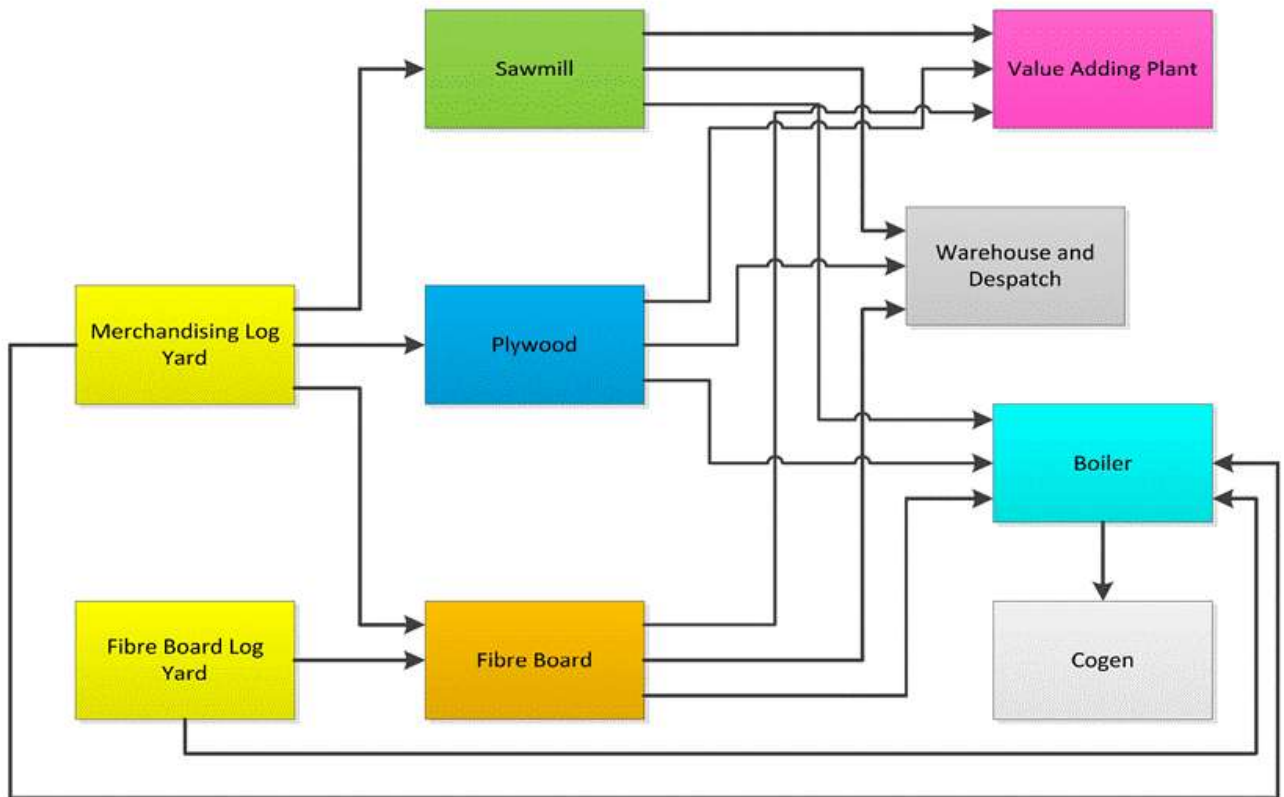 Sawmill
Value Adding Plant
Warehouse and
Despatch
Merchandising Log
Yard
Plywood
Boiler
Fibre Board Log
Yard
Fibre Board
Cogen